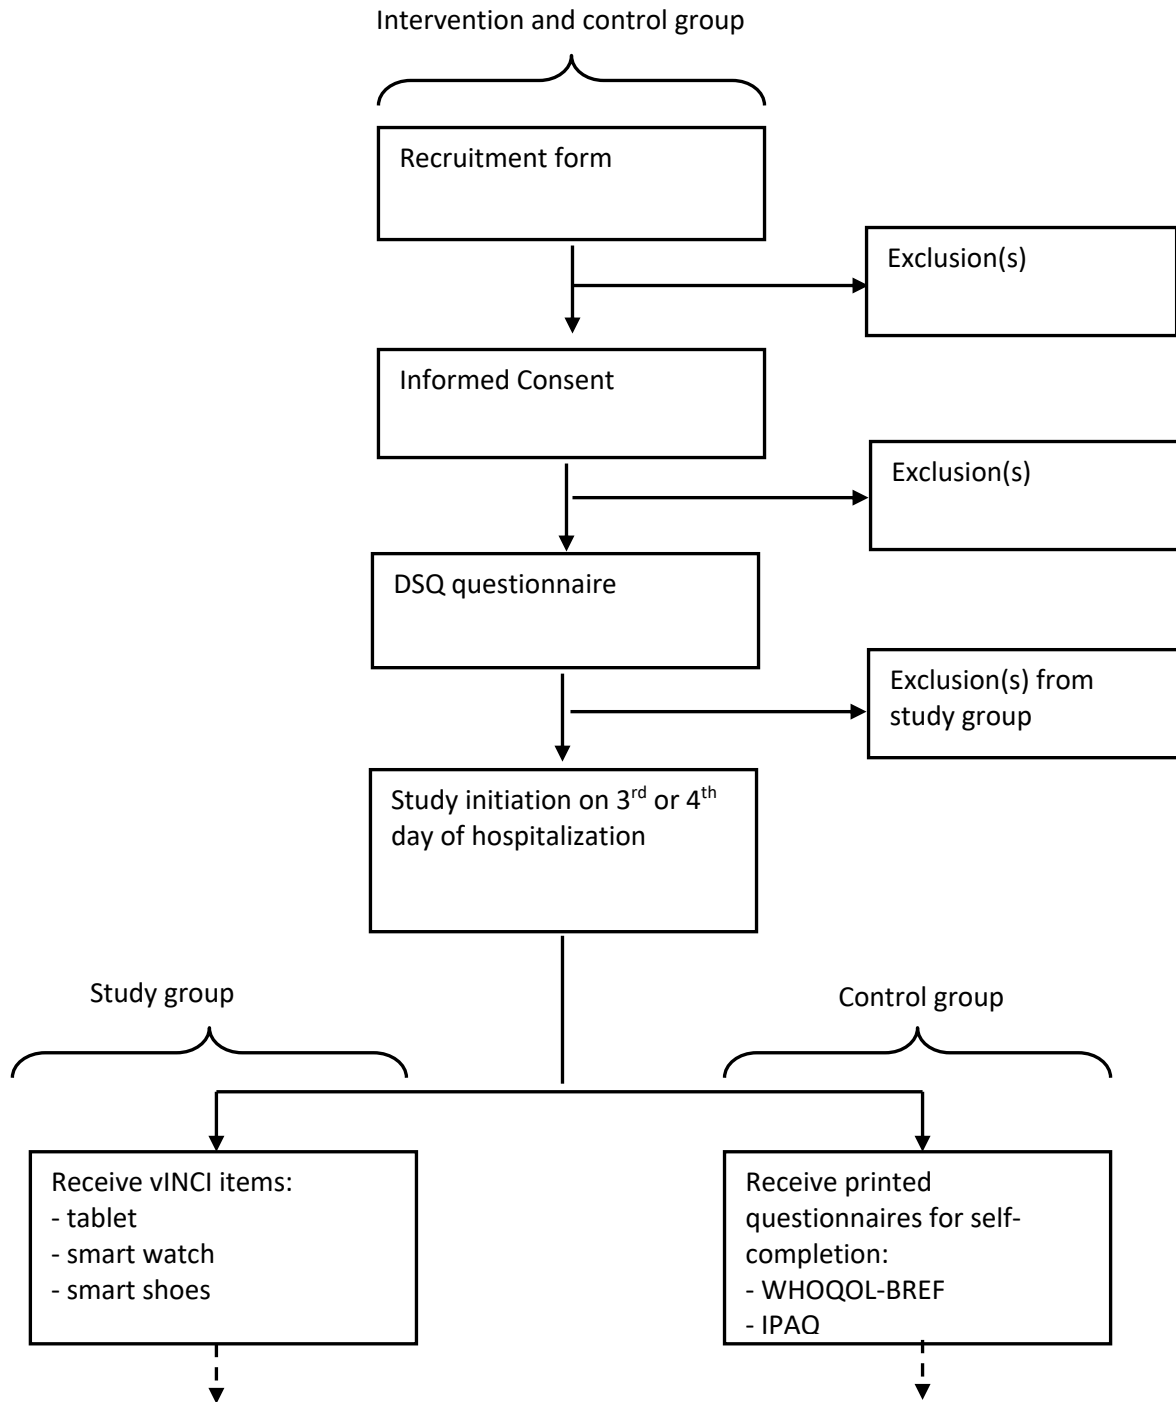 Intervention and control group
Recruitment form
Exclusion(s)
Informed Consent
Exclusion(s)
DSQ questionnaire
Exclusion(s) from
study group
Study initiation on 3rd or 4th
day of hospitalization
Study group
Control group
Receive vINCI items:
- tablet
- smart watch
- smart shoes
Receive printed
questionnaires for self-
completion:
- WHOQOL-BREF
- IPAQ